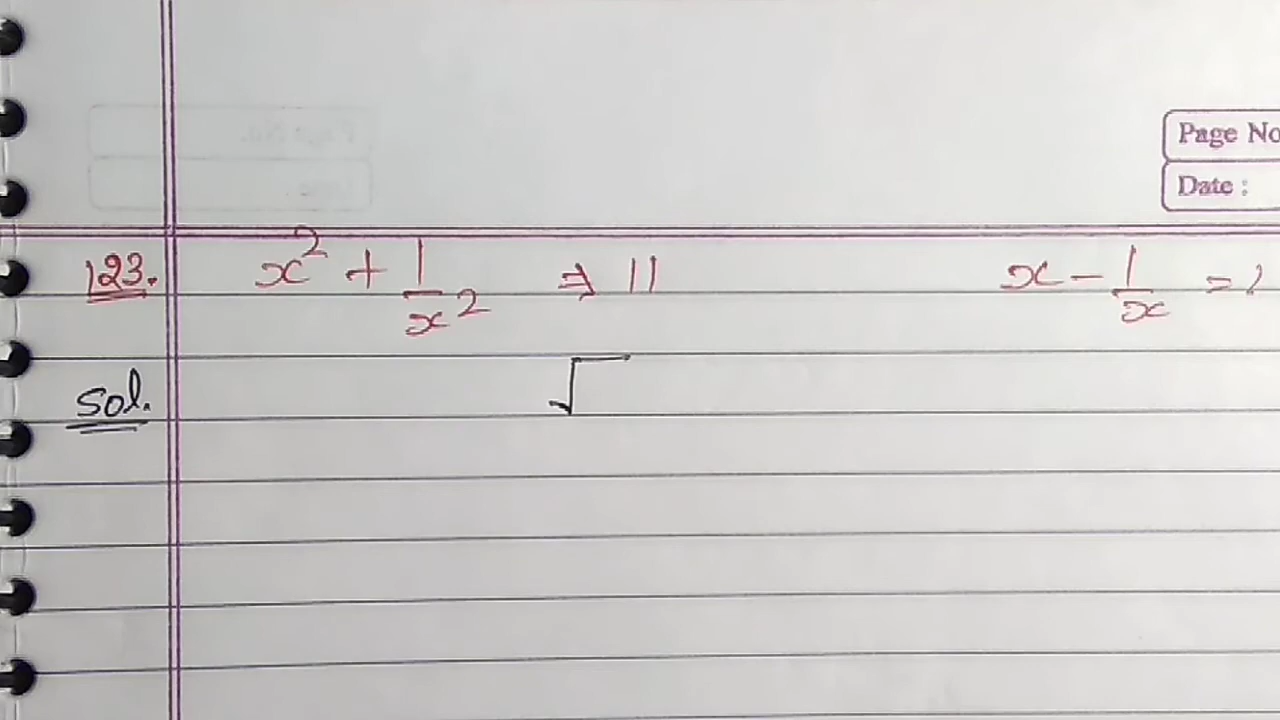 Page No
Date :
123. x² + 1/x² ⇒ 11 x - 1/x = ?
Sol. √